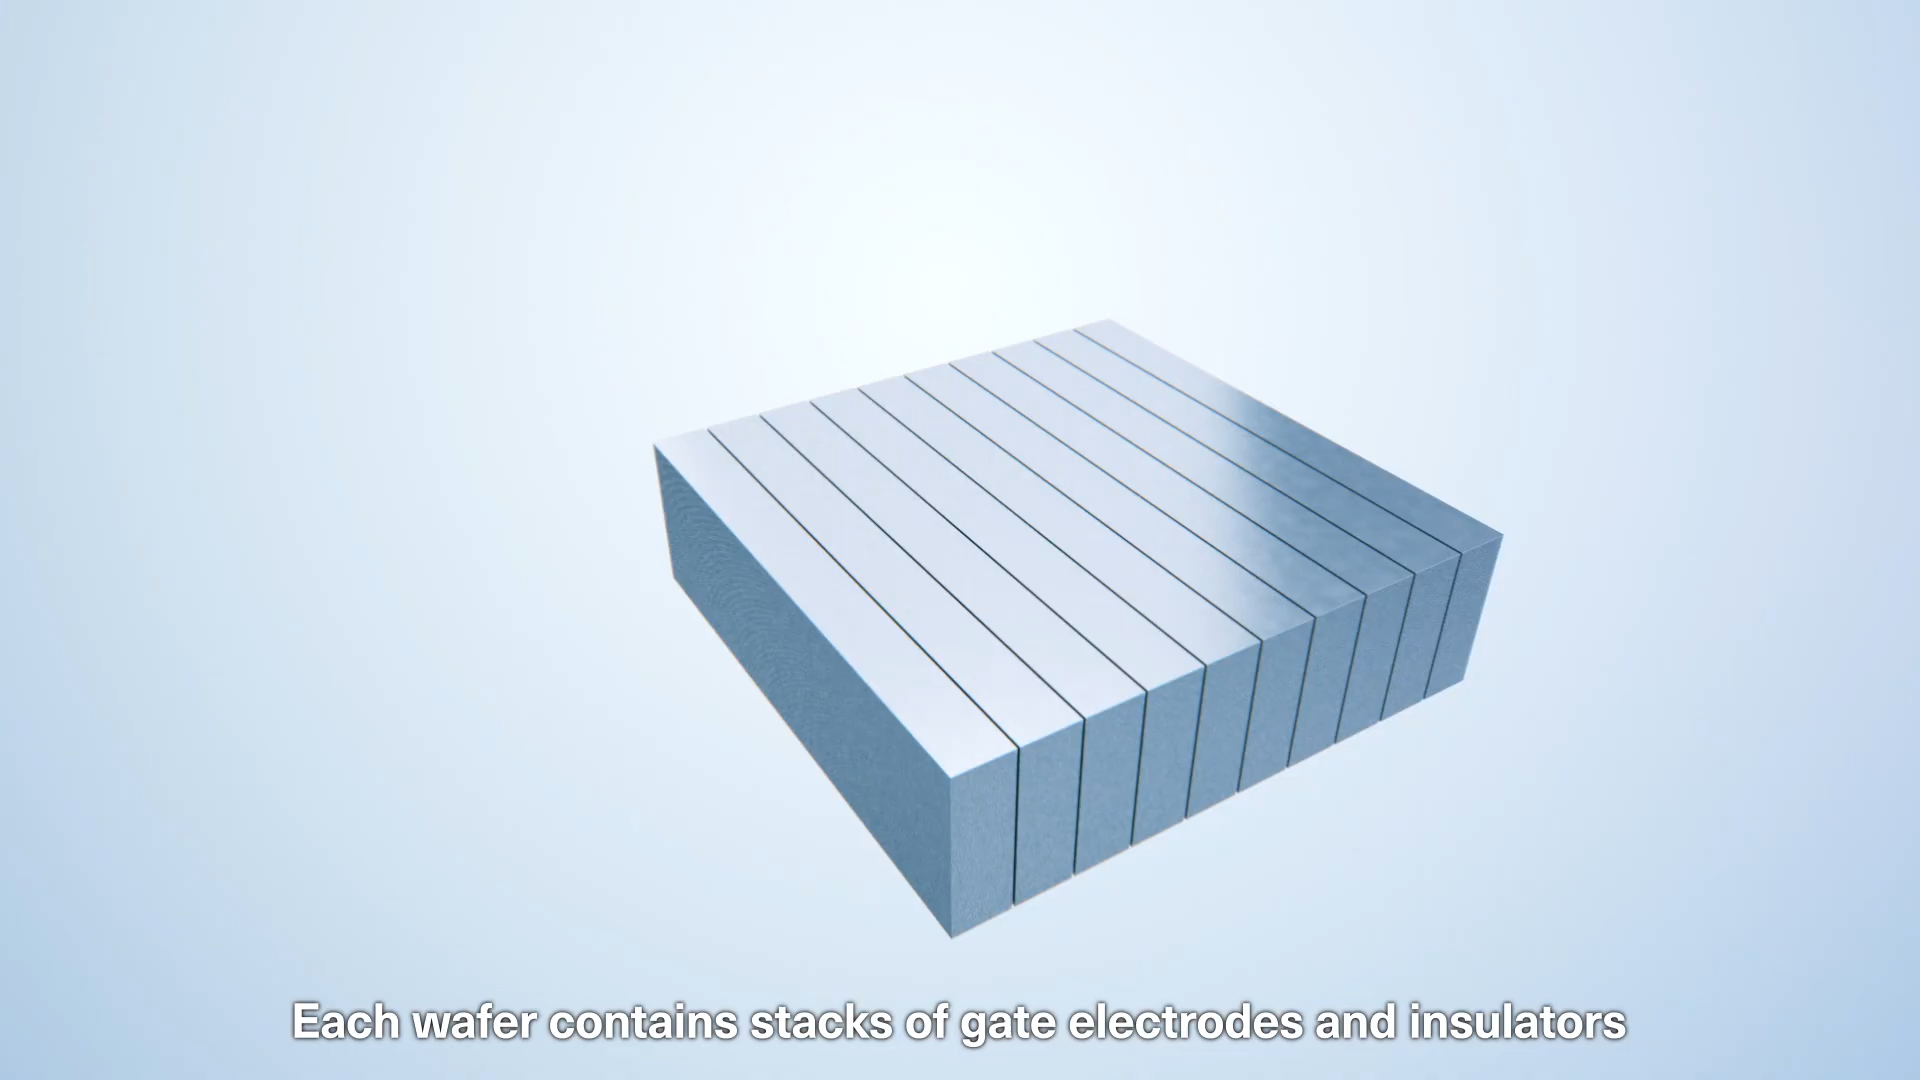 Each wafer contains stacks of gate electrodes and insulators